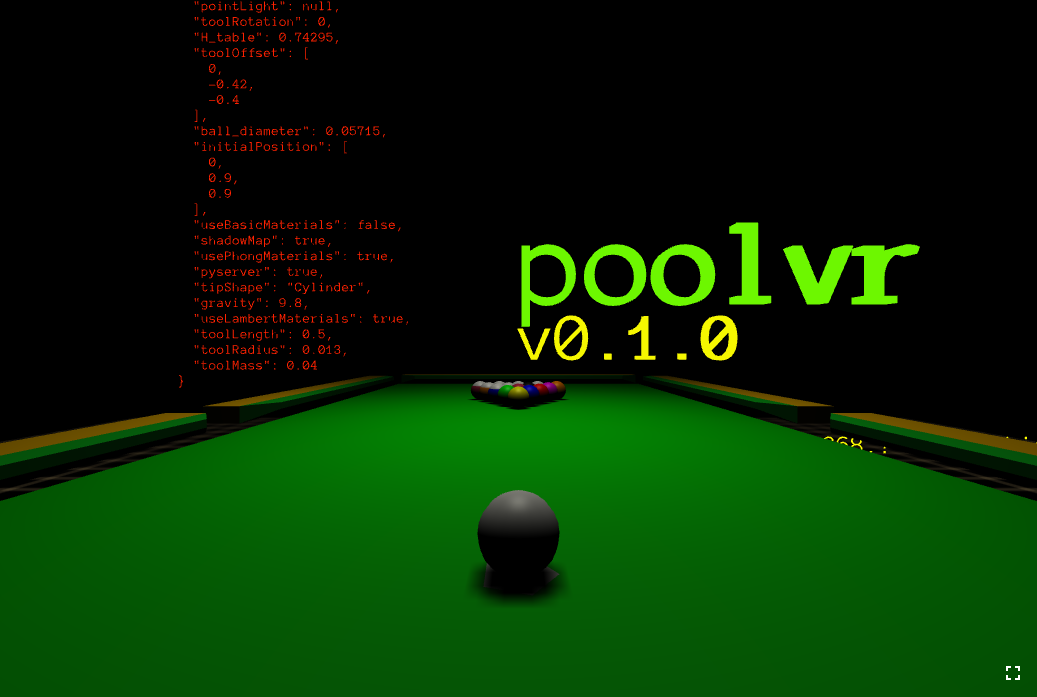 "pointLight": null,
"toolRotation": 0,
"H_table": 0.74295,
"toolOffset": [
0,
-0.42,
-0.4
],
"ball_diameter": 0.05715,
"initialPosition": [
0,
0.9,
0.9
],
"useBasicMaterials": false,
"shadowMap": true,
"usePhongMaterials": true,
"pyserver": true,
"tipShape": "Cylinder",
"gravity": 9.8,
"useLambertMaterials": true,
"toolLength": 0.5,
"toolRadius": 0.013,
"toolMass": 0.04
}
poolvr
v0.1.0